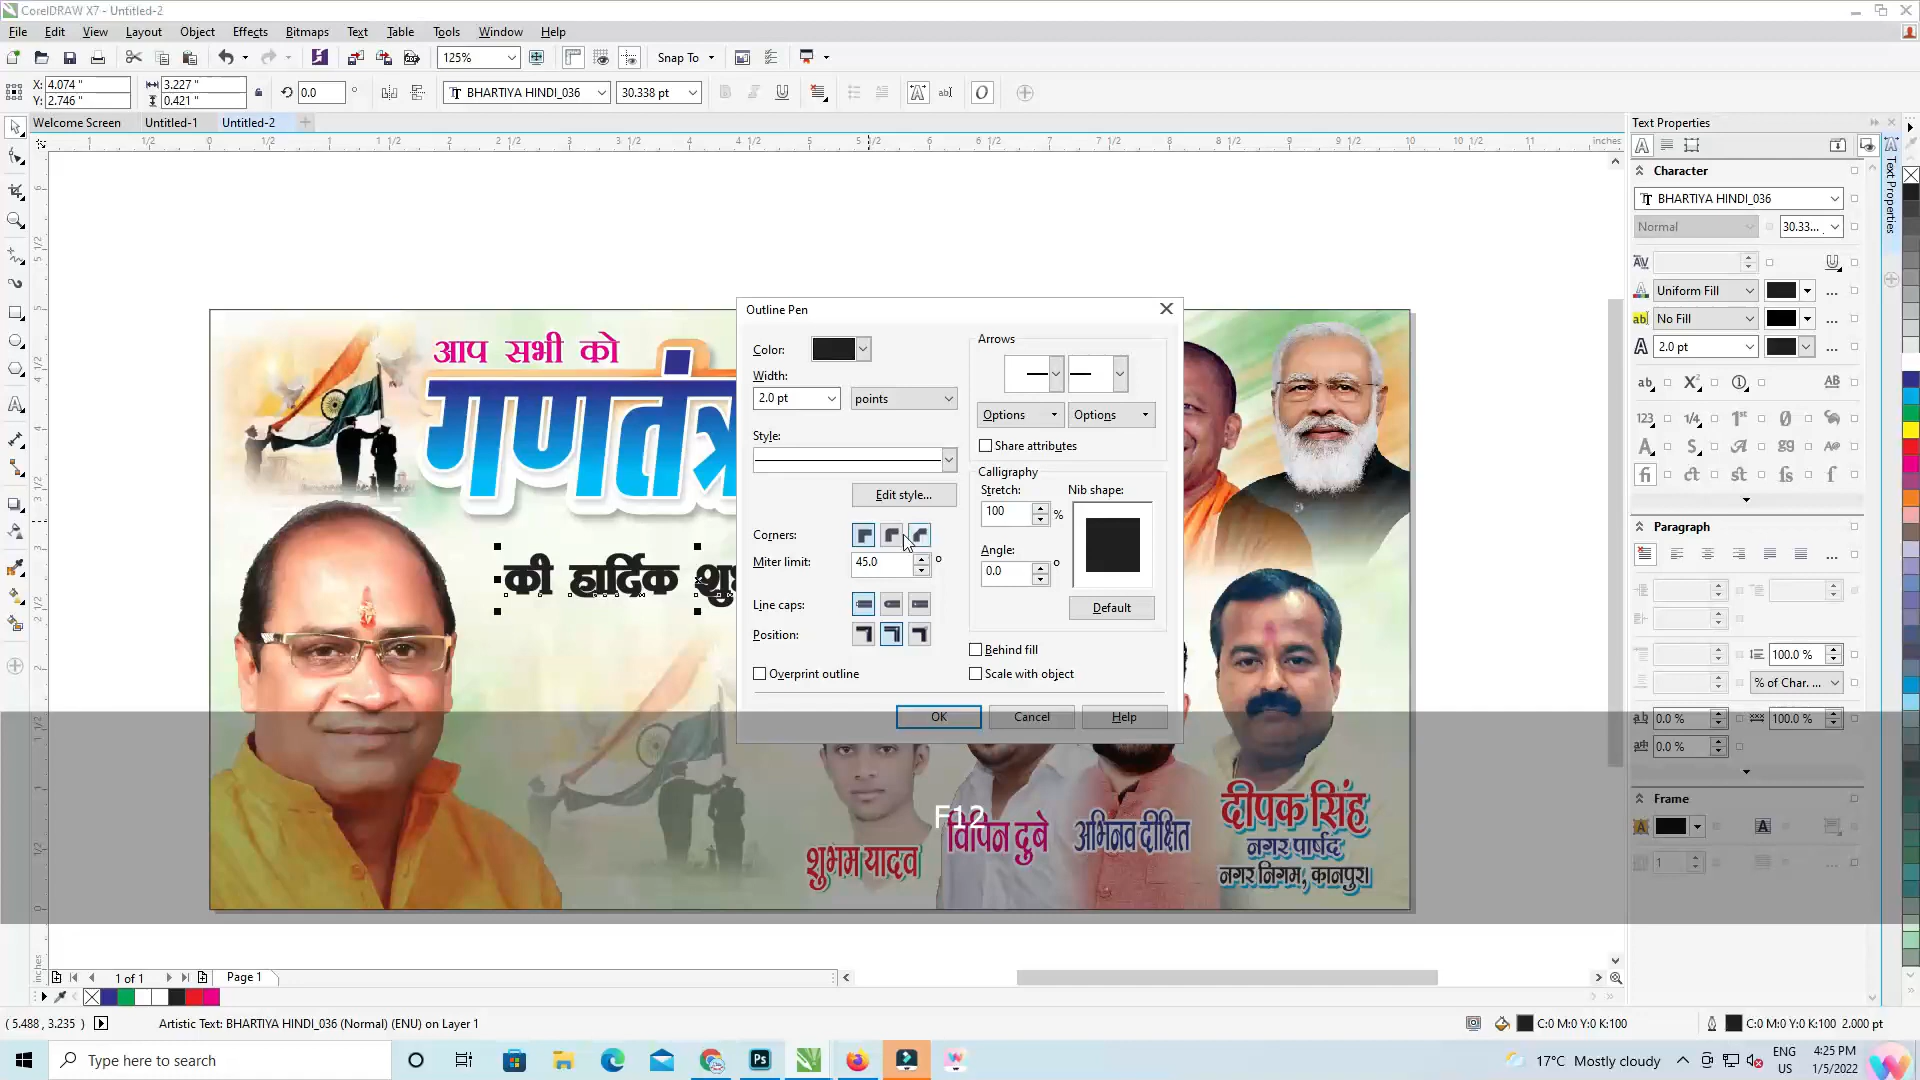 CorelDRAW X7 - Untitled-2
File Edit View Layout Object Effects Bitmaps Text Table Tools Window Help
125% Snap To
X: 4.074 " 3.227 " 0.0 BHARTIYA HINDI_036 30.338 pt
Y: 2.746 " 0.421 "
Welcome Screen Untitled-1 Untitled-2
inches
आप सभी को
गणतंत्र
की हार्दिक
शुभम यादव
विपिन दुबे
अभिनव दीक्षित
दीपक सिंह
नगर पार्षद
नगर निगम, कानपुर।
F12
Outline Pen
Color:
Width:
2.0 pt points
Style:
Edit style...
Corners:
Miter limit: 45.0 °
Line caps:
Position:
Overprint outline
Arrows
Options Options
Share attributes
Calligraphy
Stretch: Nib shape:
100 %
Angle:
0.0 °
Default
Behind fill
Scale with object
OK Cancel Help
Text Properties
Character
BHARTIYA HINDI_036
Normal 30.33...
Uniform Fill ...
No Fill ...
2.0 pt ...
Paragraph
100.0 %
% of Char. ...
0.0 % 100.0 %
0.0 %
Frame
1
Text Properties
1 of 1 Page 1
( 5.488, 3.235 ) Artistic Text: BHARTIYA HINDI_036 (Normal) (ENU) on Layer 1 C:0 M:0 Y:0 K:100 C:0 M:0 Y:0 K:100 2.000 pt
Type here to search 17°C Mostly cloudy ENG US 4:25 PM 1/5/2022